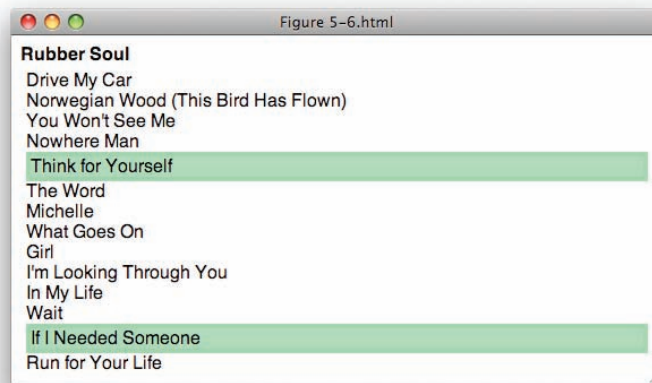 Figure 5-6.html
Rubber Soul
Drive My Car
Norwegian Wood (This Bird Has Flown)
You Won't See Me
Nowhere Man
Think for Yourself
The Word
Michelle
What Goes On
Girl
I'm Looking Through You
In My Life
Wait
If I Needed Someone
Run for Your Life